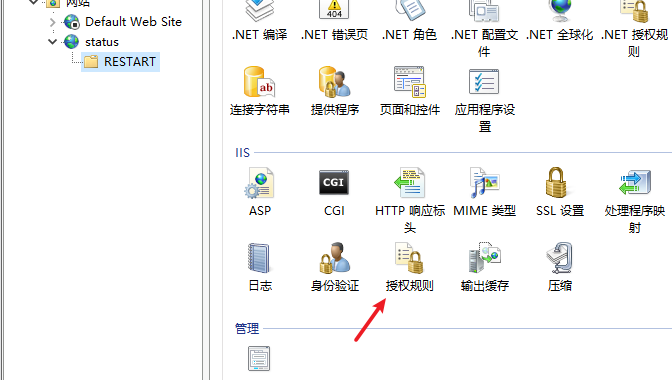 网站
Default Web Site
status
RESTART
404
.NET 编译
.NET 错误页
.NET 角色
.NET 配置文
件
.NET 全球化
.NET 授权规
则
ab
连接字符串
提供程序
页面和控件
应用程序设
置
IIS
CGI
ASP
CGI
HTTP 响应标
头
MIME 类型
SSL 设置
处理程序映
射
日志
身份验证
授权规则
输出缓存
压缩
管理